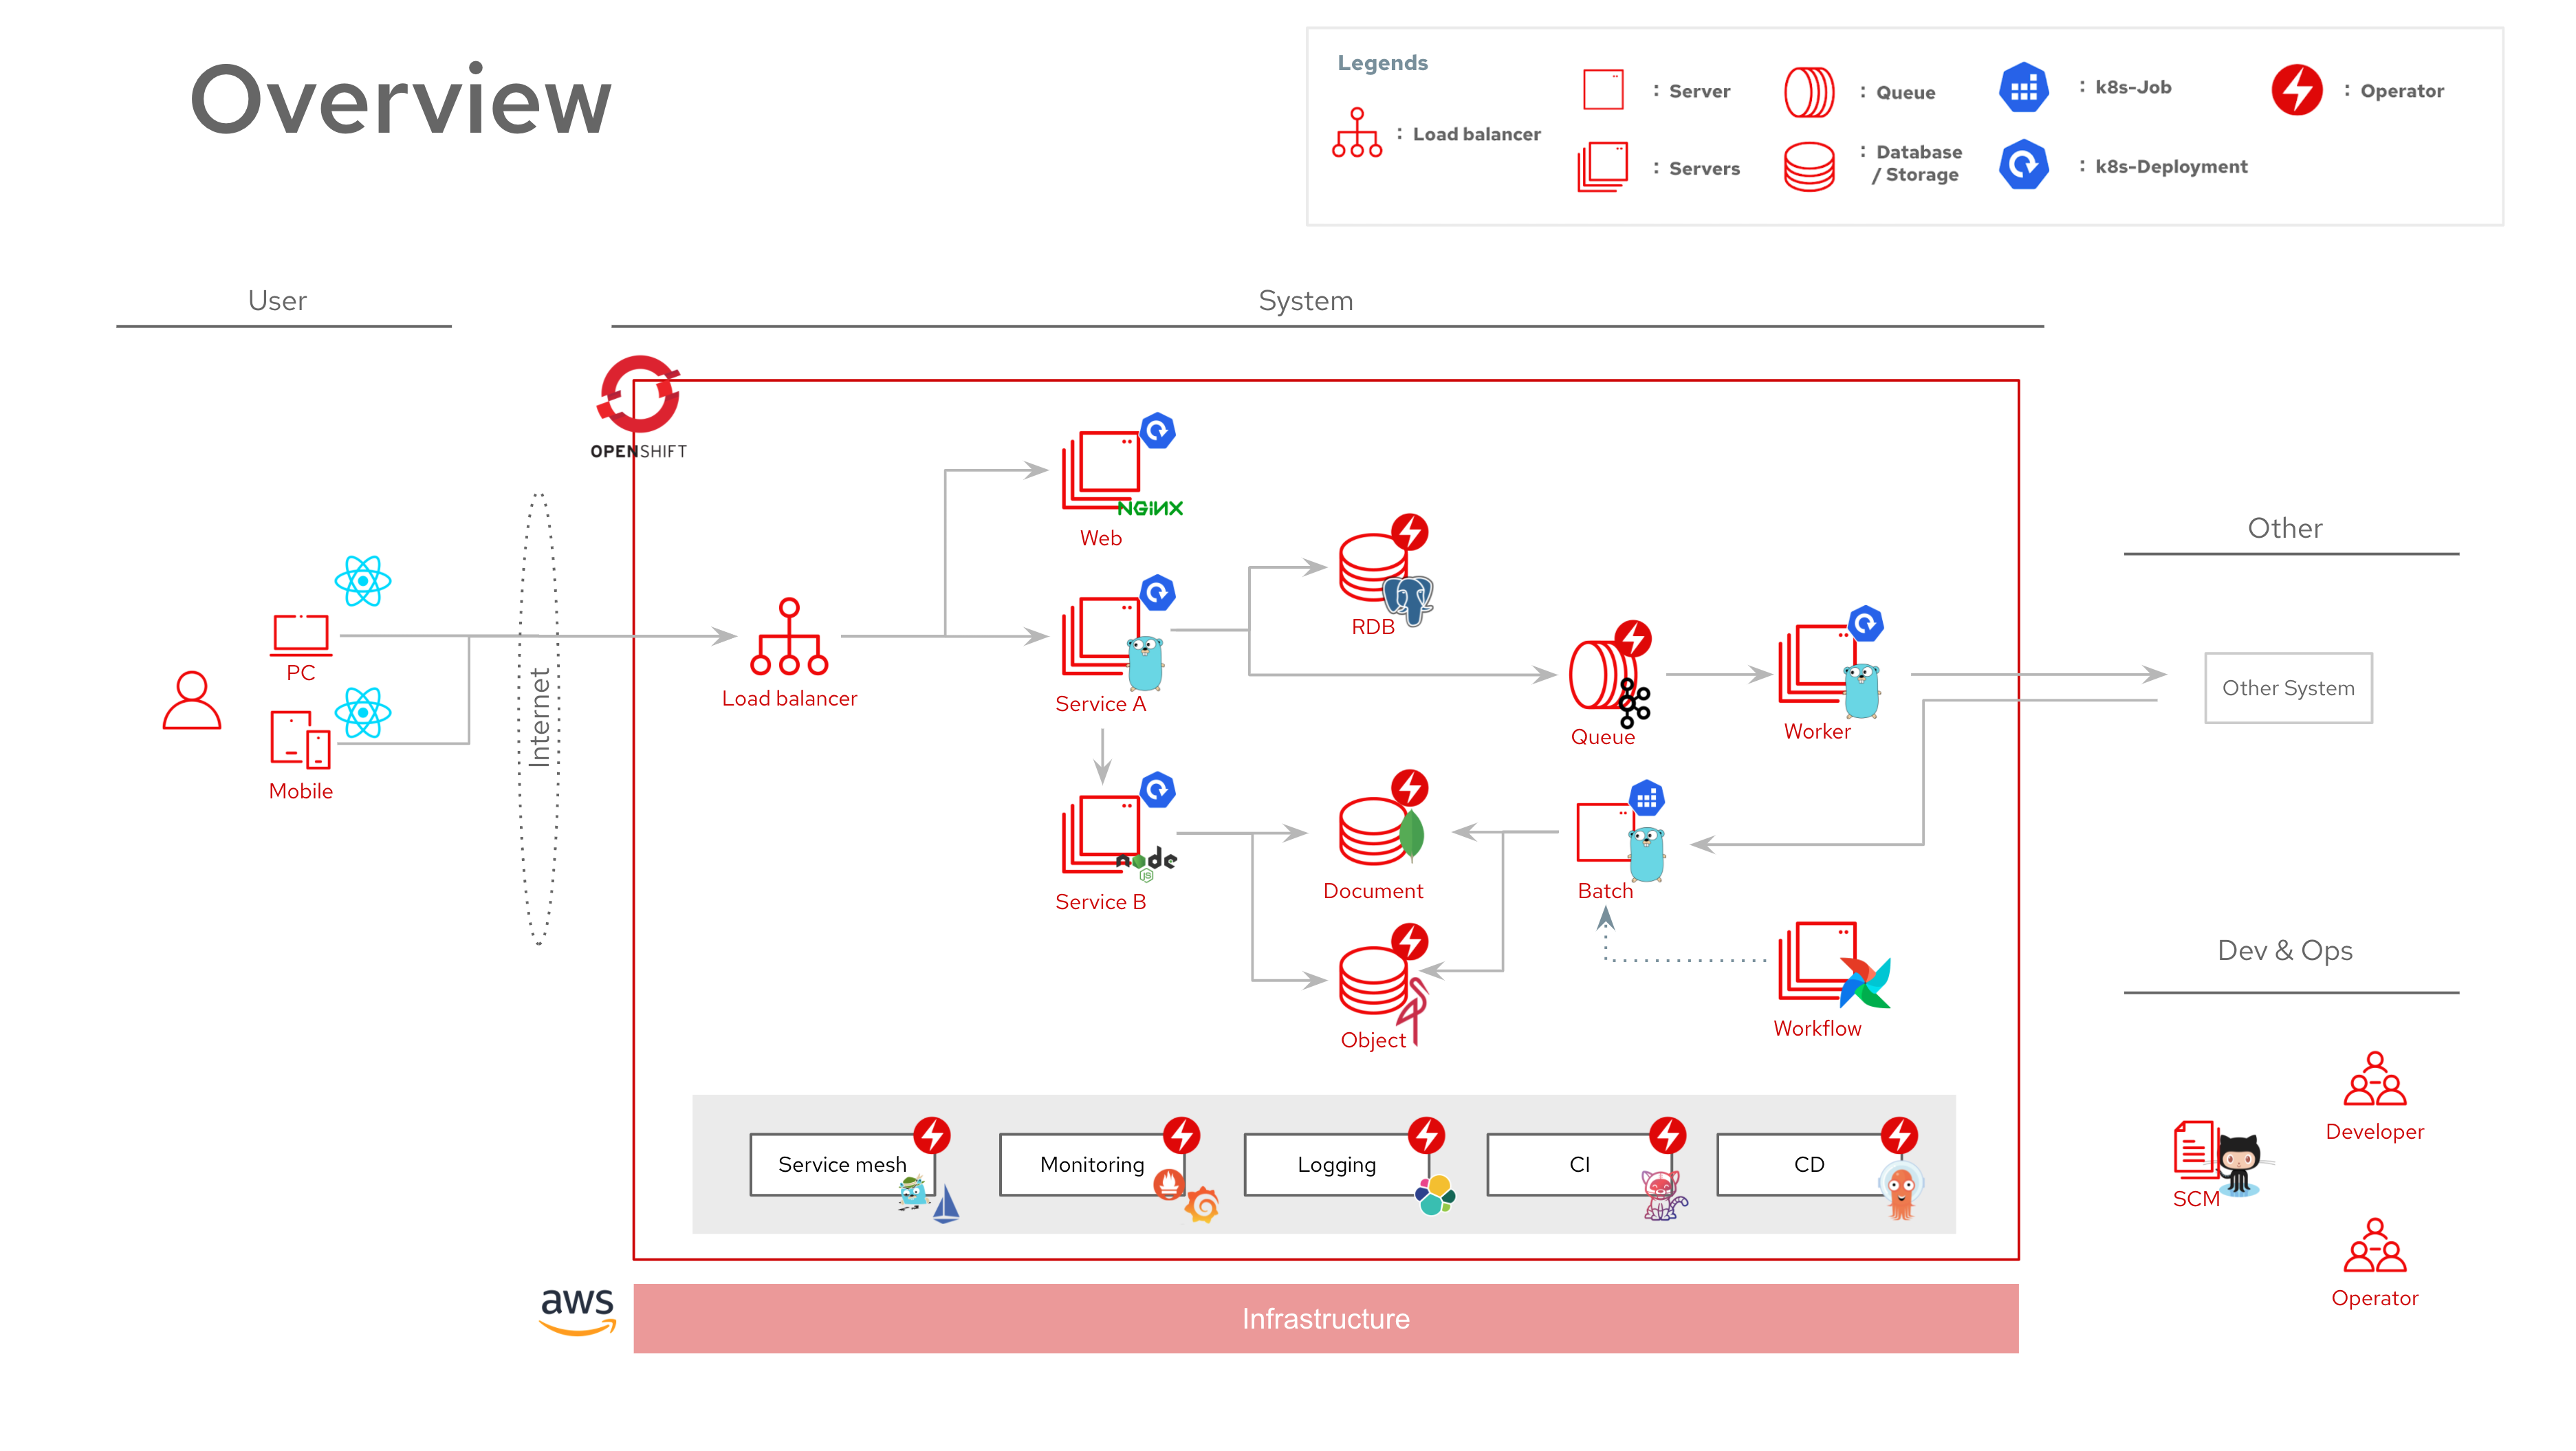 Overview
Legends
: Load balancer
: Server
: Servers
: Queue
: Database
/ Storage
: k8s-Job
: k8s-Deployment
: Operator
User
System
OPENSHIFT
PC
Mobile
Internet
Load balancer
NGINX
Web
Service A
node
JS
Service B
RDB
Queue
Worker
Document
Batch
Object
Workflow
Other
Other System
Dev & Ops
Developer
SCM
Operator
Service mesh
Monitoring
Logging
CI
CD
aws
Infrastructure